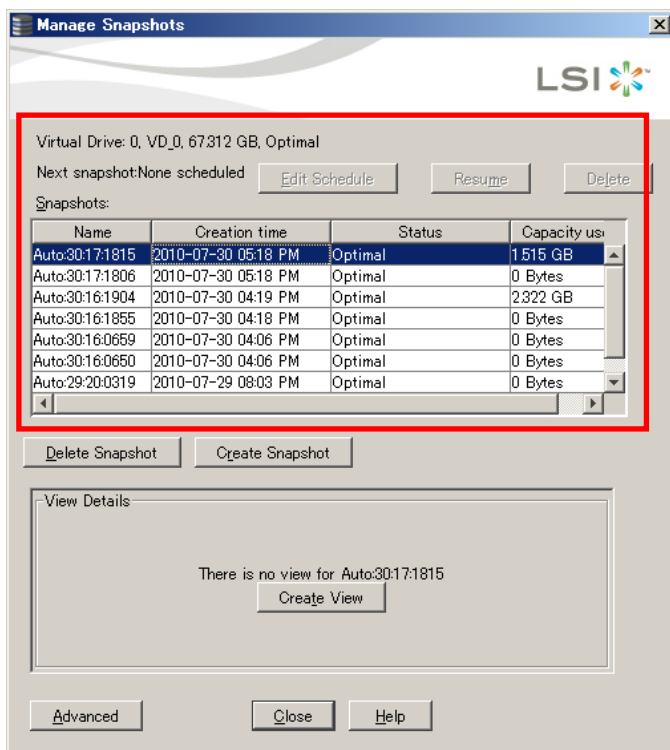 Manage Snapshots
LSI
Virtual Drive: 0, VD_0, 67.312 GB, Optimal
Next snapshot:None scheduled Edit Schedule Resume Delete
Snapshots:
Name Creation time Status Capacity us
Auto:30:17:1815 2010-07-30 05:18 PM Optimal 1.515 GB
Auto:30:17:1806 2010-07-30 05:18 PM Optimal 0 Bytes
Auto:30:16:1904 2010-07-30 04:19 PM Optimal 2.322 GB
Auto:30:16:1855 2010-07-30 04:18 PM Optimal 0 Bytes
Auto:30:16:0659 2010-07-30 04:06 PM Optimal 0 Bytes
Auto:30:16:0650 2010-07-30 04:06 PM Optimal 0 Bytes
Auto:29:20:0319 2010-07-29 08:03 PM Optimal 0 Bytes
Delete Snapshot Create Snapshot
View Details
There is no view for Auto:30:17:1815
Create View
Advanced Close Help